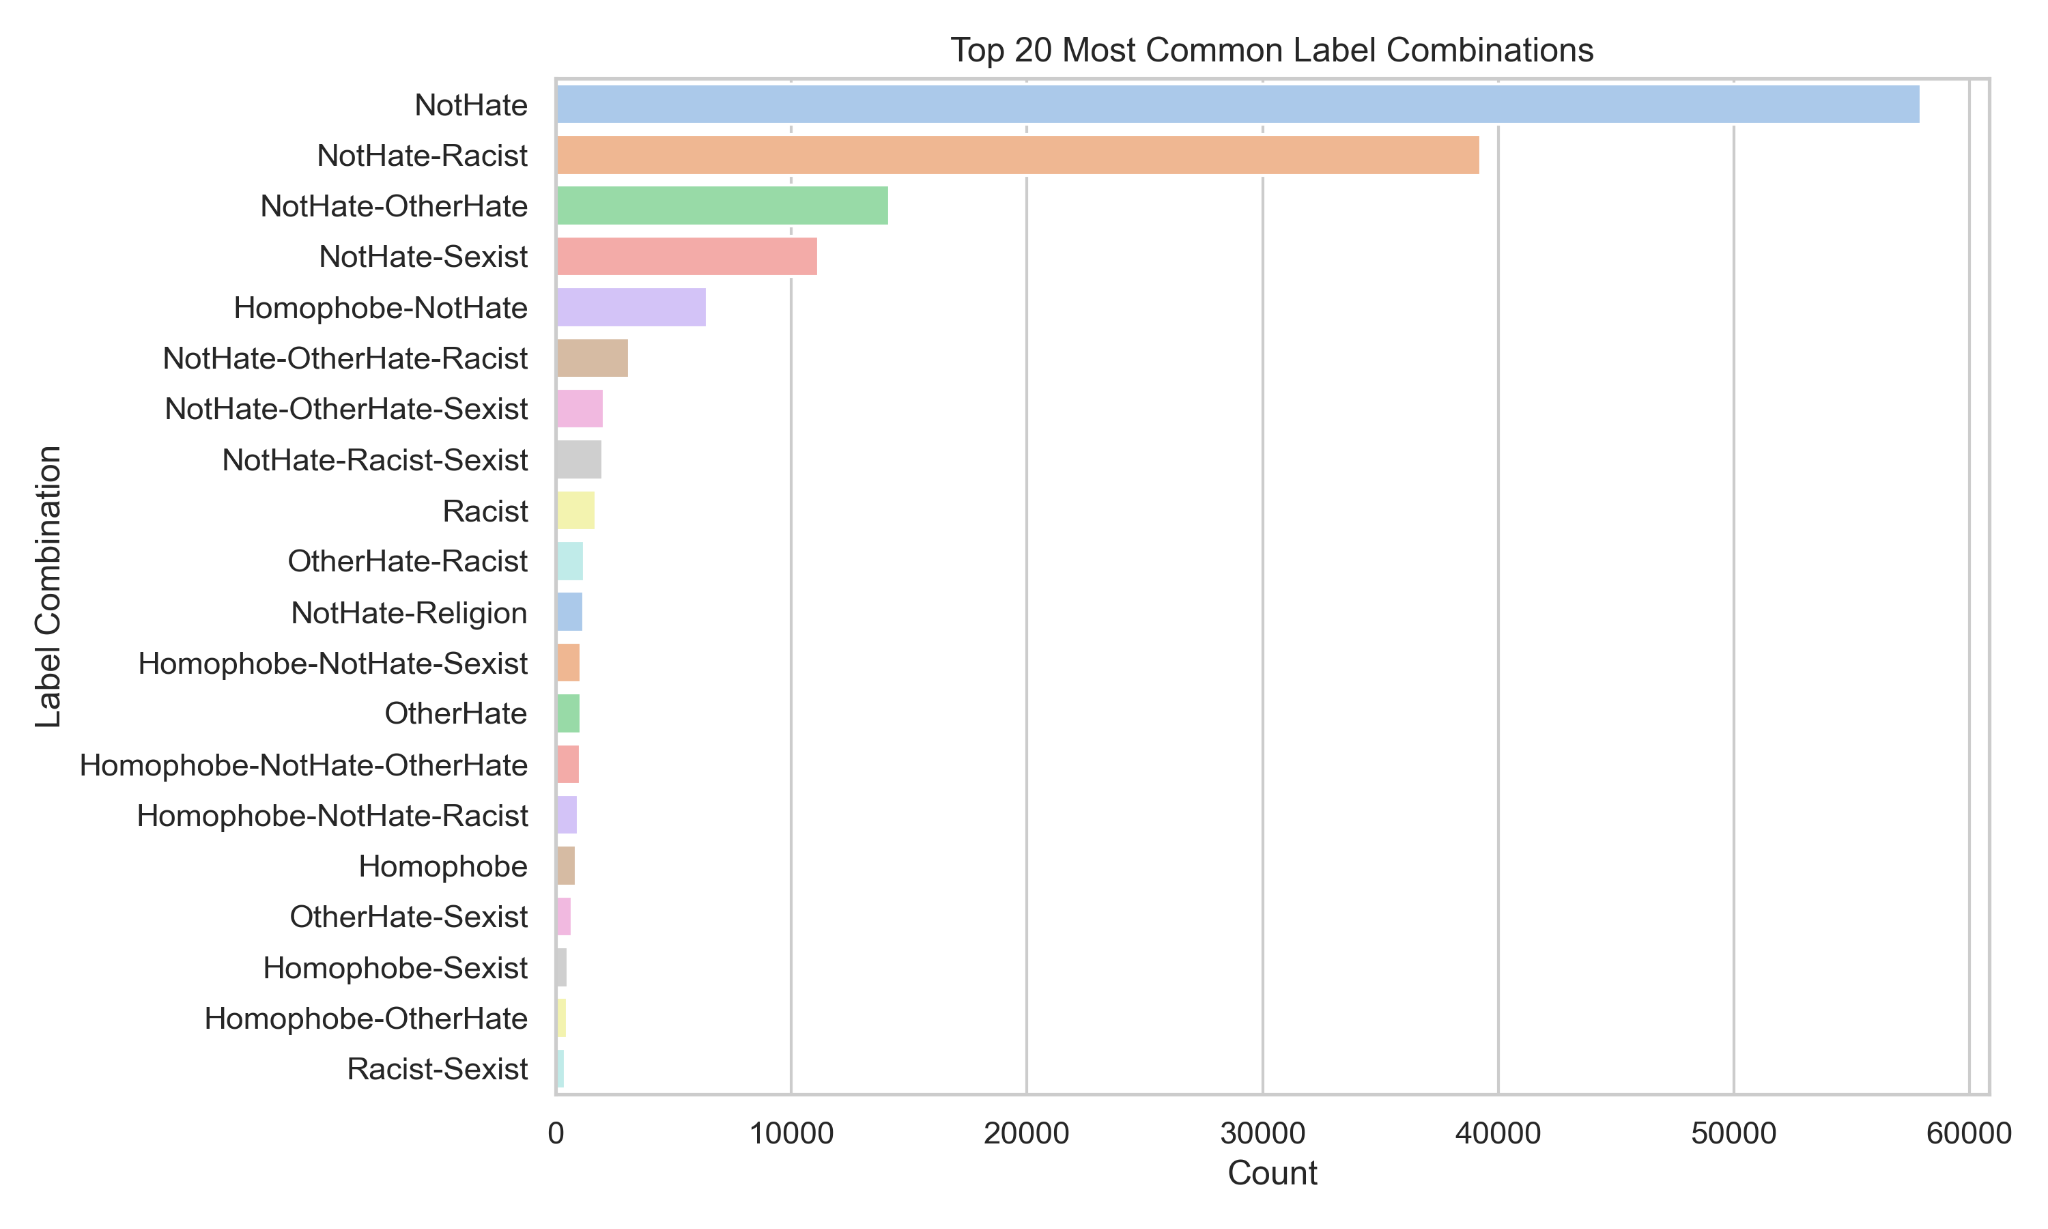 Top 20 Most Common Label Combinations
Label Combination
NotHate
NotHate-Racist
NotHate-OtherHate
NotHate-Sexist
Homophobe-NotHate
NotHate-OtherHate-Racist
NotHate-OtherHate-Sexist
NotHate-Racist-Sexist
Racist
OtherHate-Racist
NotHate-Religion
Homophobe-NotHate-Sexist
OtherHate
Homophobe-NotHate-OtherHate
Homophobe-NotHate-Racist
Homophobe
OtherHate-Sexist
Homophobe-Sexist
Homophobe-OtherHate
Racist-Sexist
0 10000 20000 30000 40000 50000 60000
Count